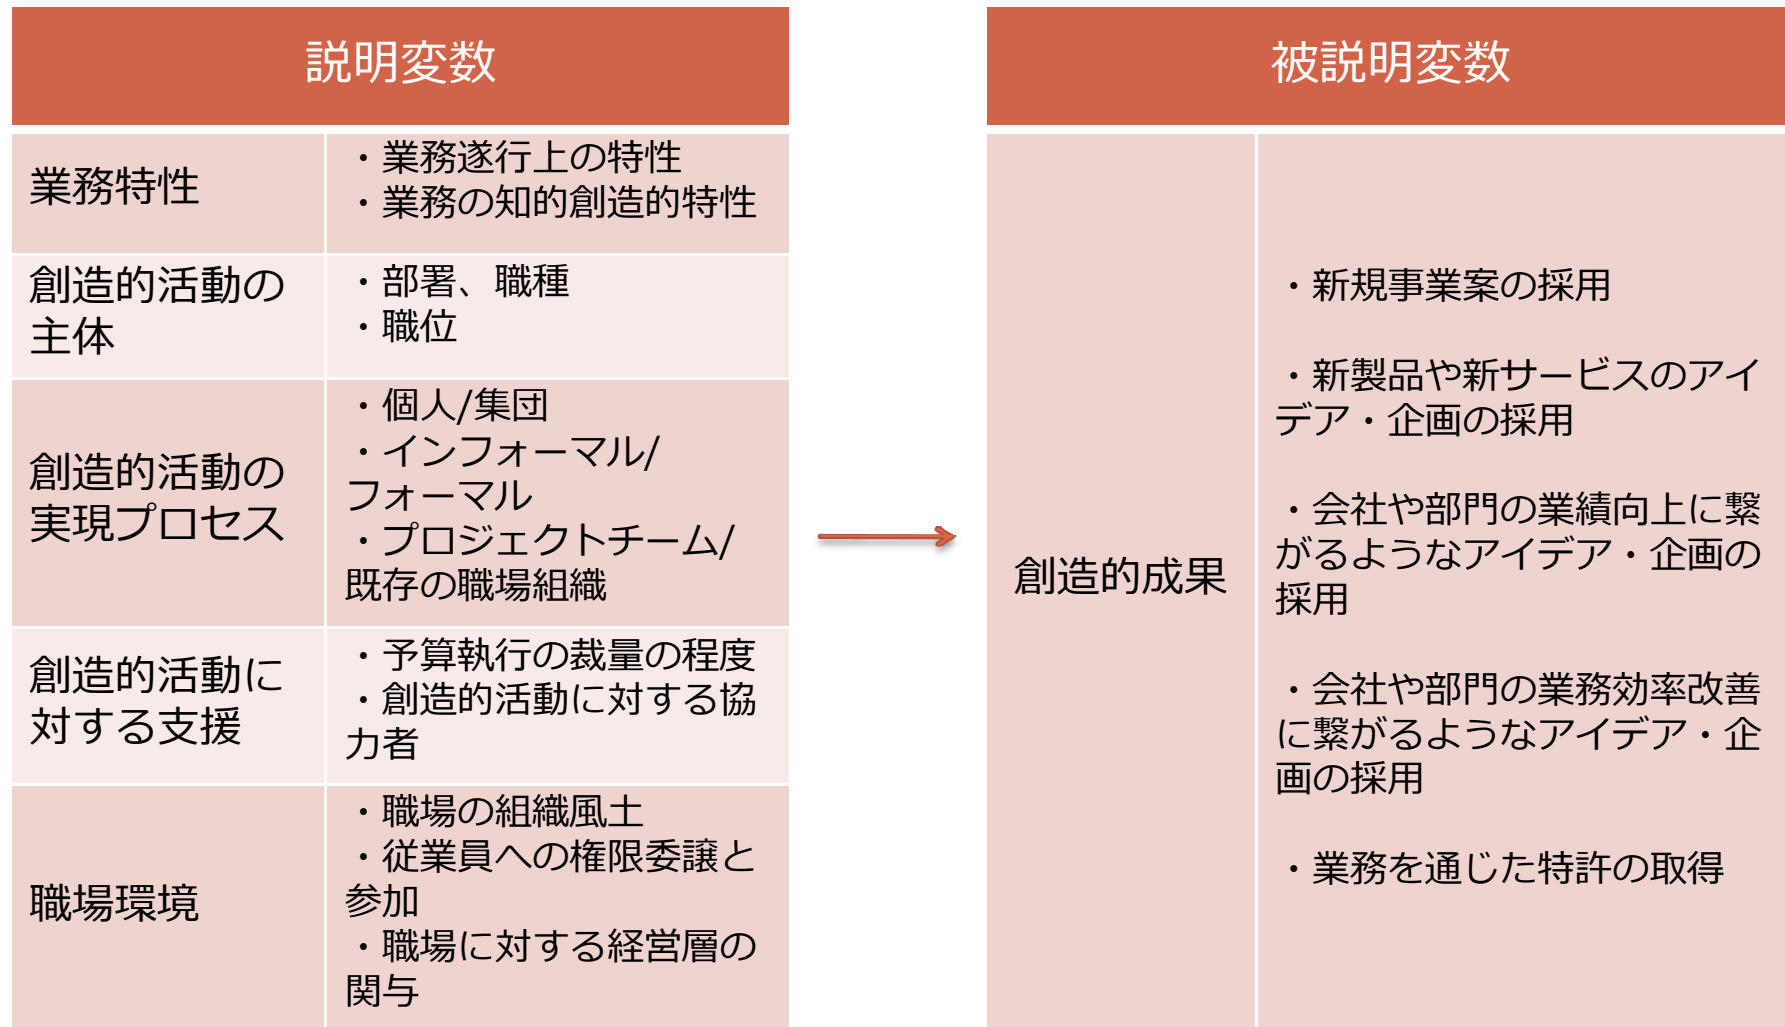 説明変数
業務特性
・業務遂行上の特性
・業務の知的創造的特性
創造的活動の
主体
・部署、職種
・職位
創造的活動の
実現プロセス
・個人/集団
・インフォーマル/
フォーマル
・プロジェクトチーム/
既存の職場組織
創造的活動に
対する支援
・予算執行の裁量の程度
・創造的活動に対する協
力者
職場環境
・職場の組織風土
・従業員への権限委譲と
参加
・職場に対する経営層の
関与
被説明変数
創造的成果
・新規事業案の採用
・新製品や新サービスのアイ
デア・企画の採用
・会社や部門の業績向上に繋
がるようなアイデア・企画の
採用
・会社や部門の業務効率改善
に繋がるようなアイデア・企
画の採用
・業務を通じた特許の取得